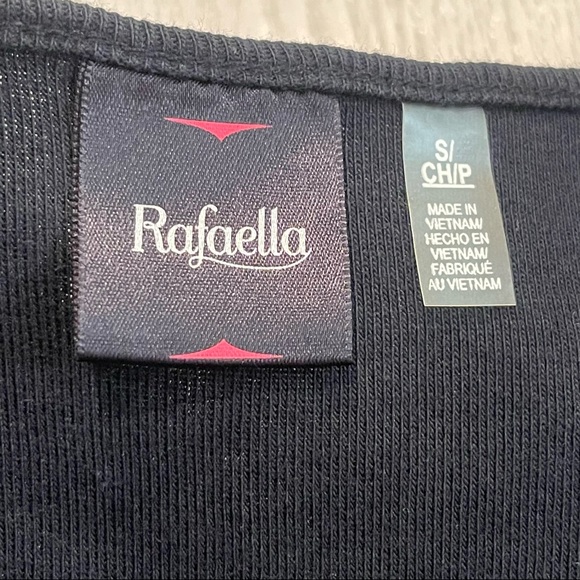 Rafaella
S/
CH/P
MADE IN
VIETNAM/
HECHO EN
VIETNAM/
FABRIQUÉ
AU VIETNAM